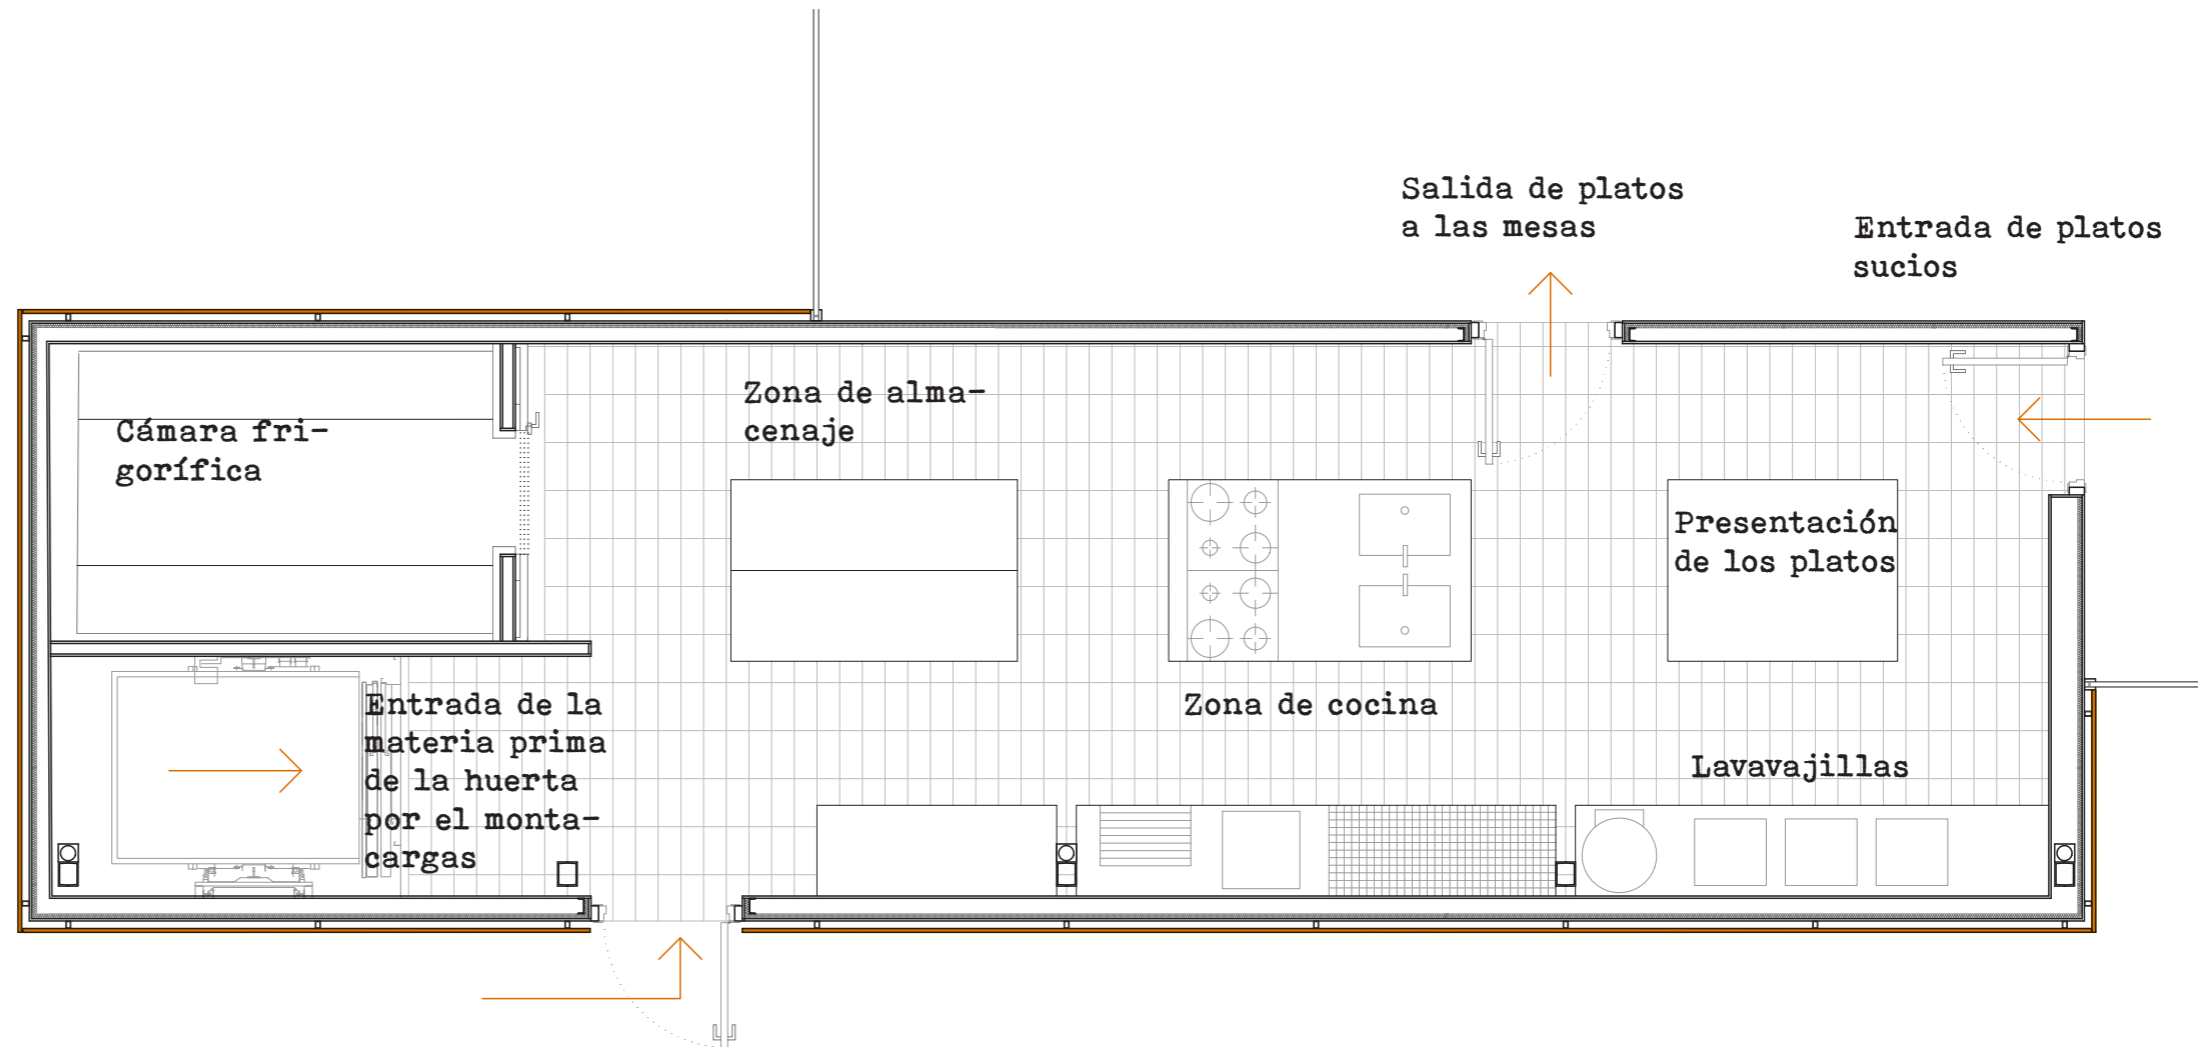 Salida de platos
a las mesas
Entrada de platos
sucios
Zona de alma-
cenaje
Cámara fri-
gorífica
Presentación
de los platos
Entrada de la
materia prima
de la huerta
por el monta-
cargas
Zona de cocina
Lavavajillas